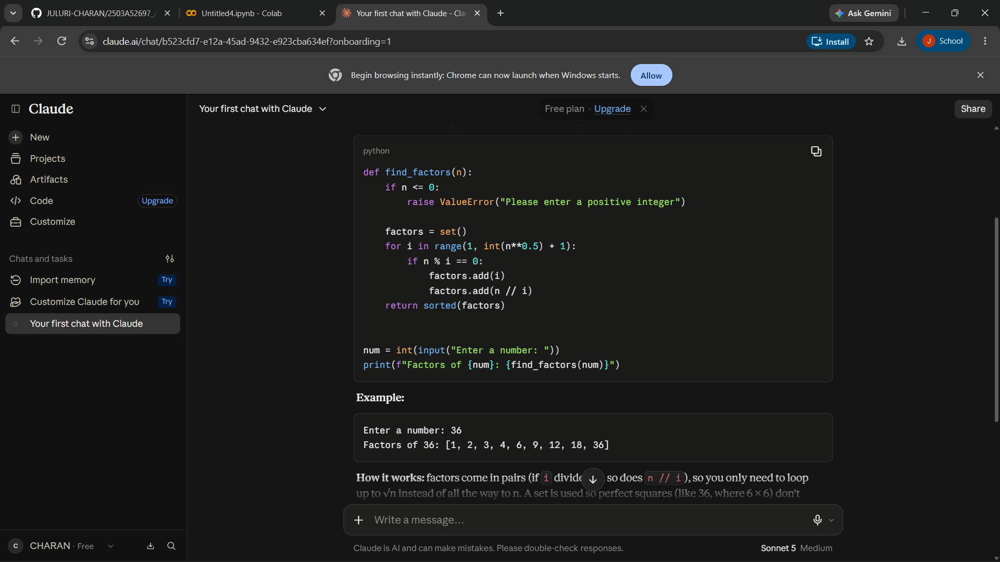 JULURI-CHARAN/2503A52697_
Untitled4.ipynb - Colab
Your first chat with Claude - Cla
Ask Gemini
claude.ai/chat/b523cfd7-e12a-45ad-9432-e923cba634ef?onboarding=1
Install
J School
Begin browsing instantly: Chrome can now launch when Windows starts.
Allow
Claude
Your first chat with Claude
Free plan · Upgrade
Share
New
Projects
Artifacts
Code Upgrade
Customize
Chats and tasks
Import memory Try
Customize Claude for you Try
Your first chat with Claude
python
def find_factors(n):
    if n <= 0:
        raise ValueError("Please enter a positive integer")
    factors = set()
    for i in range(1, int(n**0.5) + 1):
        if n % i == 0:
            factors.add(i)
            factors.add(n // i)
    return sorted(factors)
num = int(input("Enter a number: "))
print(f"Factors of {num}: {find_factors(num)}")
Example:
Enter a number: 36
Factors of 36: [1, 2, 3, 4, 6, 9, 12, 18, 36]
How it works: factors come in pairs (if i divide so does n // i), so you only need to loop
up to √n instead of all the way to n. A set is used so perfect squares (like 36, where 6 × 6) don't
Write a message...
C CHARAN · Free
Claude is AI and can make mistakes. Please double-check responses.
Sonnet 5 Medium